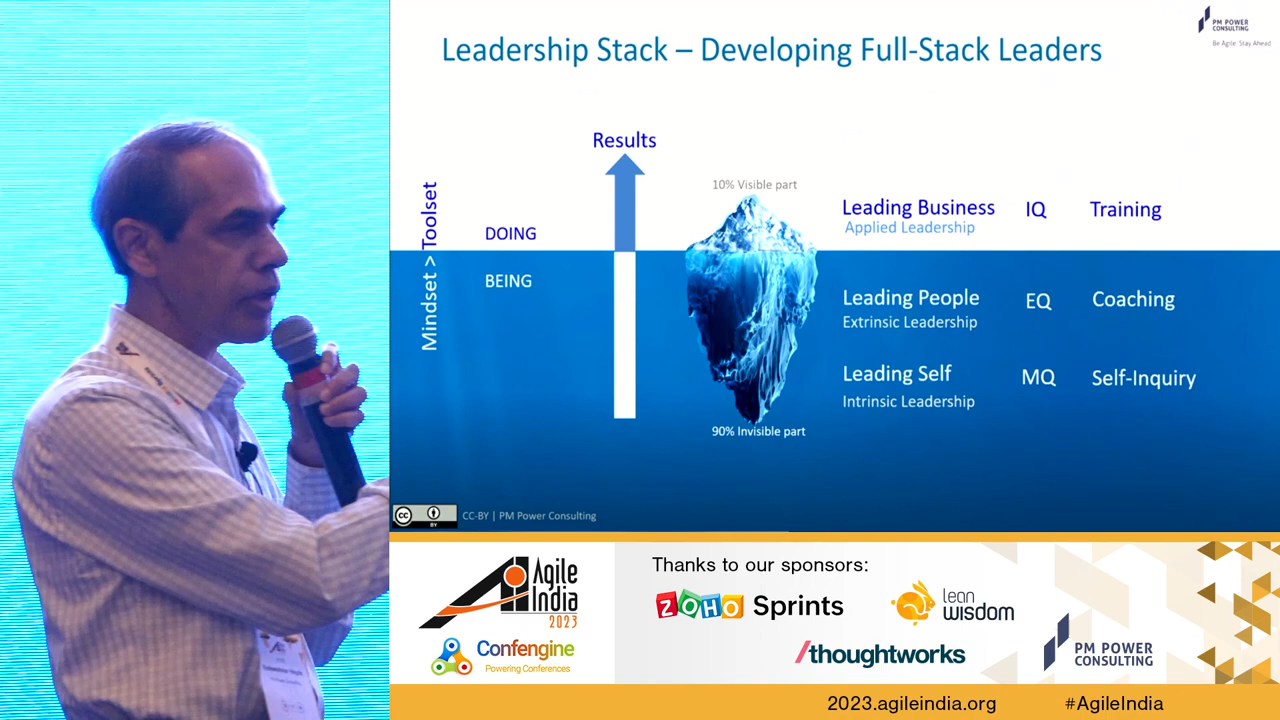 PM POWER
CONSULTING
Be Agile. Stay Ahead
Leadership Stack – Developing Full-Stack Leaders
Results
10% Visible part
Mindset > Toolset
DOING
BEING
Leading Business IQ Training
Applied Leadership
Leading People EQ Coaching
Extrinsic Leadership
Leading Self MQ Self-Inquiry
Intrinsic Leadership
90% Invisible part
cc BY CC-BY | PM Power Consulting
Agile
India
2023
Confengine
Powering Conferences
Thanks to our sponsors:
ZOHO Sprints
lean
wisdom
/thoughtworks
PM POWER
CONSULTING
2023.agileindia.org #AgileIndia